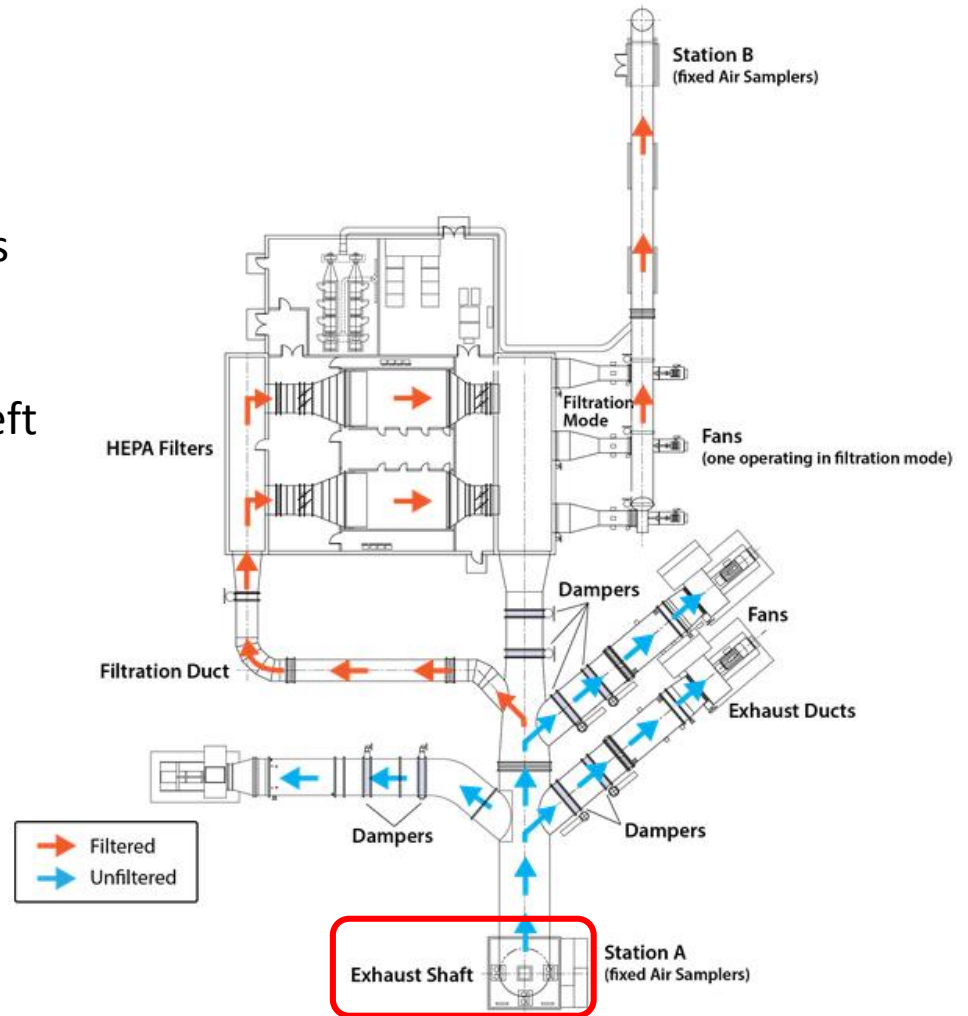 Station B
(fixed Air Samplers)
s
eft
HEPA Filters
Filtration
Mode
Fans
(one operating in filtration mode)
Dampers
Fans
Filtration Duct
Exhaust Ducts
Dampers
Dampers
Filtered
Unfiltered
Exhaust Shaft
Station A
(fixed Air Samplers)